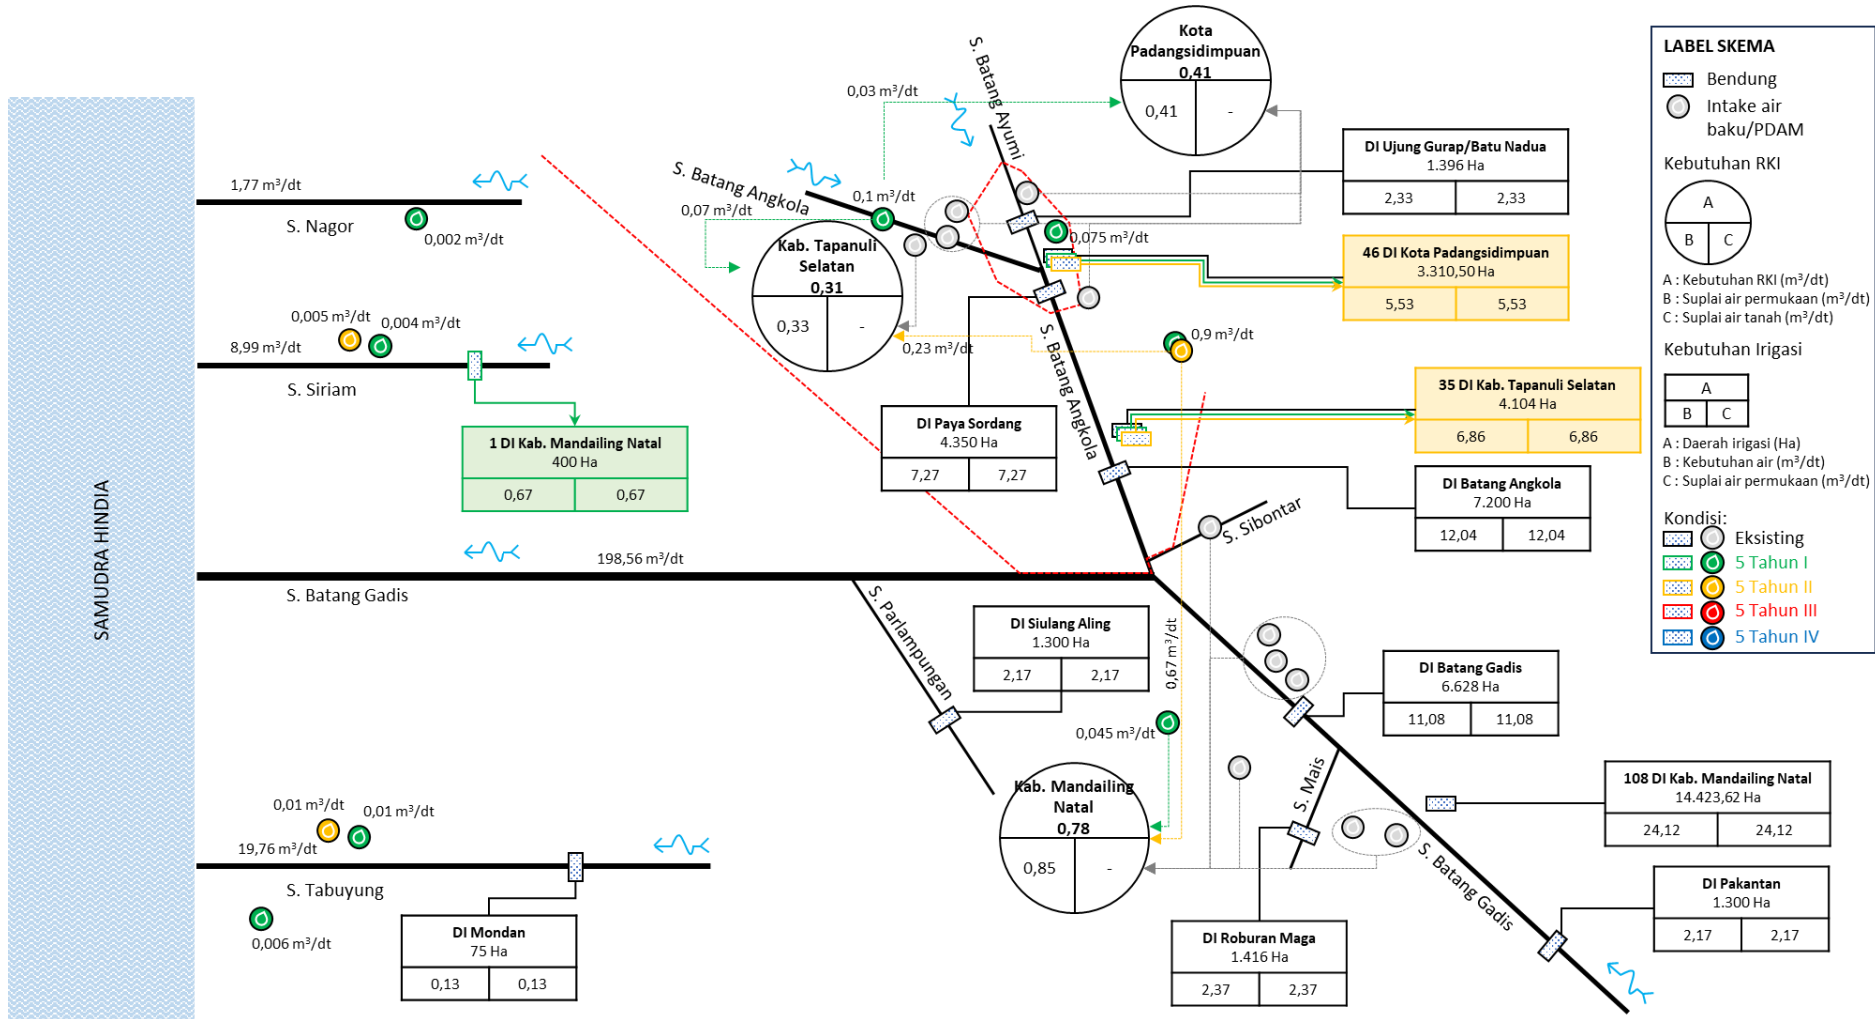 SAMUDRA HINDIA
1,77 m³/dt
S. Nagor
0,002 m³/dt
0,005 m³/dt
0,004 m³/dt
8,99 m³/dt
S. Siriam
1 DI Kab. Mandailing Natal
400 Ha
0,67
0,67
198,56 m³/dt
S. Batang Gadis
0,01 m³/dt
0,01 m³/dt
19,76 m³/dt
S. Tabuyung
0,006 m³/dt
DI Mondan
75 Ha
0,13
0,13
S. Parlampungan
DI Siulang Aling
1.300 Ha
2,17
2,17
0,03 m³/dt
S. Batang Ayumi
S. Batang Angkola
0,1 m³/dt
0,07 m³/dt
Kab. Tapanuli
Selatan
0,31
0,33
-
0,23 m³/dt
Kota
Padangsidimpuan
0,41
0,41
-
0,075 m³/dt
0,9 m³/dt
S. Batang Angkola
DI Paya Sordang
4.350 Ha
7,27
7,27
DI Ujung Gurap/Batu Nadua
1.396 Ha
2,33
2,33
46 DI Kota Padangsidimpuan
3.310,50 Ha
5,53
5,53
35 DI Kab. Tapanuli Selatan
4.104 Ha
6,86
6,86
DI Batang Angkola
7.200 Ha
12,04
12,04
S. Sibontar
0,67 m³/dt
0,045 m³/dt
Kab. Mandailing
Natal
0,78
0,85
-
S. Mais
DI Batang Gadis
6.628 Ha
11,08
11,08
108 DI Kab. Mandailing Natal
14.423,62 Ha
24,12
24,12
S. Batang Gadis
DI Pakantan
1.300 Ha
2,17
2,17
DI Roburan Maga
1.416 Ha
2,37
2,37
LABEL SKEMA
Bendung
Intake air
baku/PDAM
Kebutuhan RKI
A
B
C
A : Kebutuhan RKI (m³/dt)
B : Suplai air permukaan (m³/dt)
C : Suplai air tanah (m³/dt)
Kebutuhan Irigasi
A
B
C
A : Daerah irigasi (Ha)
B : Kebutuhan air (m³/dt)
C : Suplai air permukaan (m³/dt)
Kondisi:
Eksisting
5 Tahun I
5 Tahun II
5 Tahun III
5 Tahun IV